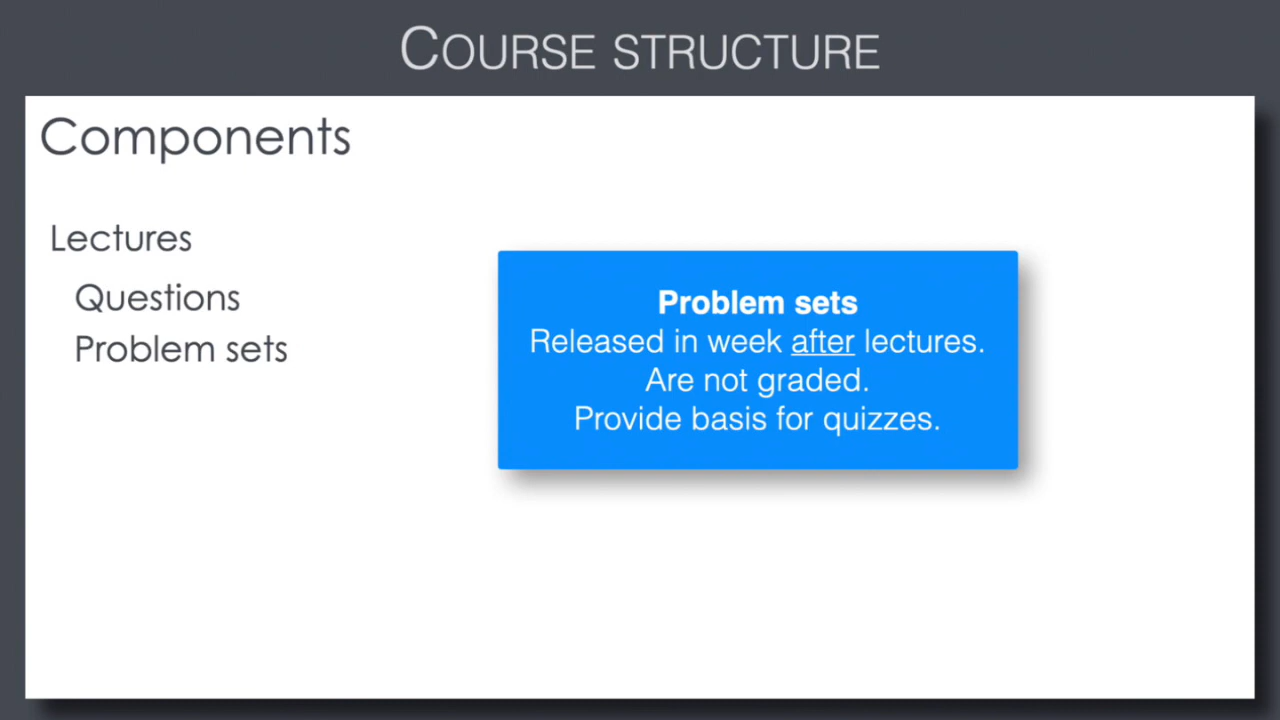 COURSE STRUCTURE
Components
Lectures
Questions
Problem sets
Problem sets
Released in week after lectures.
Are not graded.
Provide basis for quizzes.